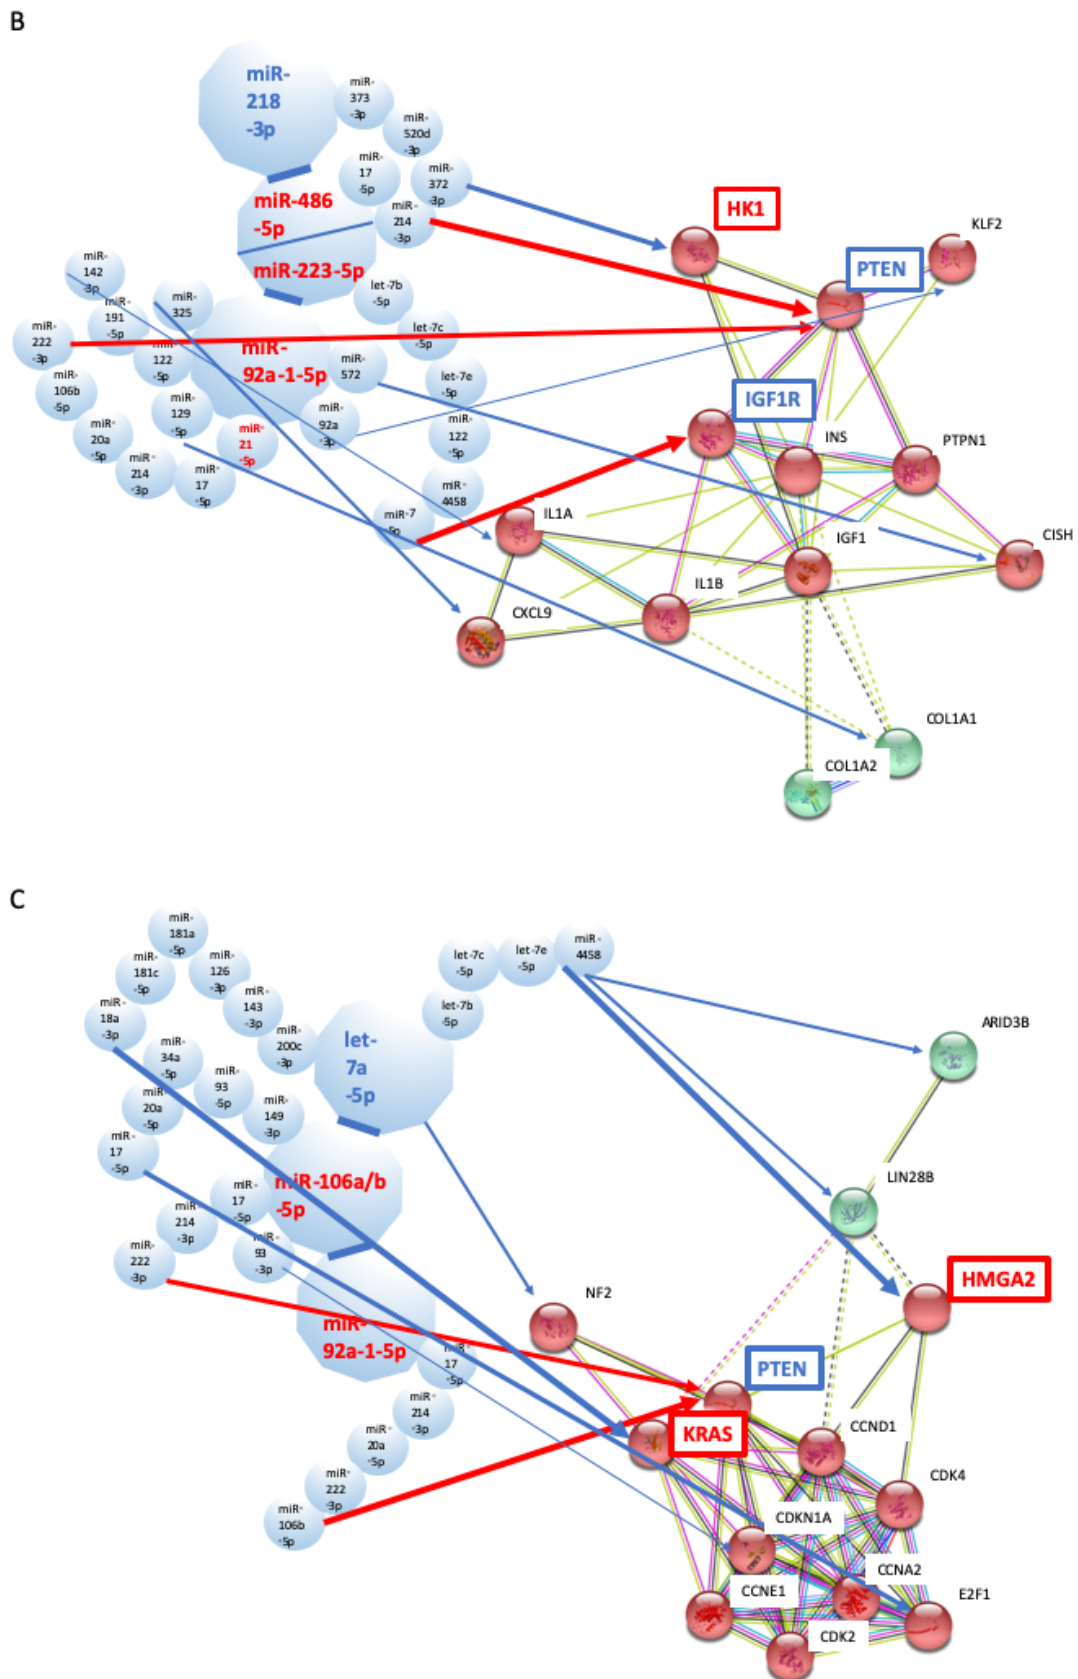 B
miR-
218
-3p
miR-
373
-3p
miR-
520d
-3p
miR-
17
-5p
miR-
372
-3p
miR-486
-5p
miR-
214
-3p
miR-223-5p
HK1
KLF2
PTEN
miR-
142
-3p
miR-
191
-5p
miR-
325
let-7b
-5p
let-7c
-5p
miR-
222
-3p
miR-
122
-5p
miR-
92a-1-5p
miR-
572
let-7e
-5p
miR-
106b
-5p
miR-
129
-5p
miR-
92a
-3p
miR-
20a
-5p
miR-
21
-5p
miR-
122
-5p
miR-
214
-3p
miR-
17
-5p
miR-
4458
miR-7
-5p
IGF1R
INS
PTPN1
IL1A
IGF1
CISH
IL1B
CXCL9
COL1A1
COL1A2
C
miR-
181a
-5p
miR-
181c
-5p
miR-
126
-3p
miR-
18a
-3p
miR-
143
-3p
miR-
200c
-3p
let-7c
-5p
let-7e
-5p
miR-
4458
let-7b
-5p
let-
7a
-5p
ARID3B
miR-
34a
-5p
miR-
93
-5p
miR-
20a
-5p
miR-
149
-3p
miR-
17
-5p
miR-106a/b
-5p
miR-
17
-5p
miR-
214
-3p
miR-
93
-3p
miR-
222
-3p
LIN28B
HMGA2
NF2
miR-
92a-1-5p
miR-
17
-5p
PTEN
miR-
214
-3p
KRAS
CCND1
miR-
20a
-5p
CDK4
miR-
222
-3p
miR-
106b
-5p
CDKN1A
CCNA2
CCNE1
E2F1
CDK2